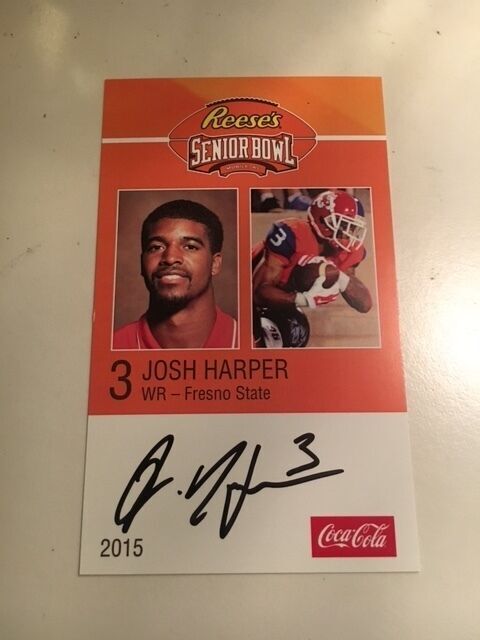 Reese's
SENIOR BOWL
3
3 JOSH HARPER
WR – Fresno State
J. H 3
2015
Coca-Cola